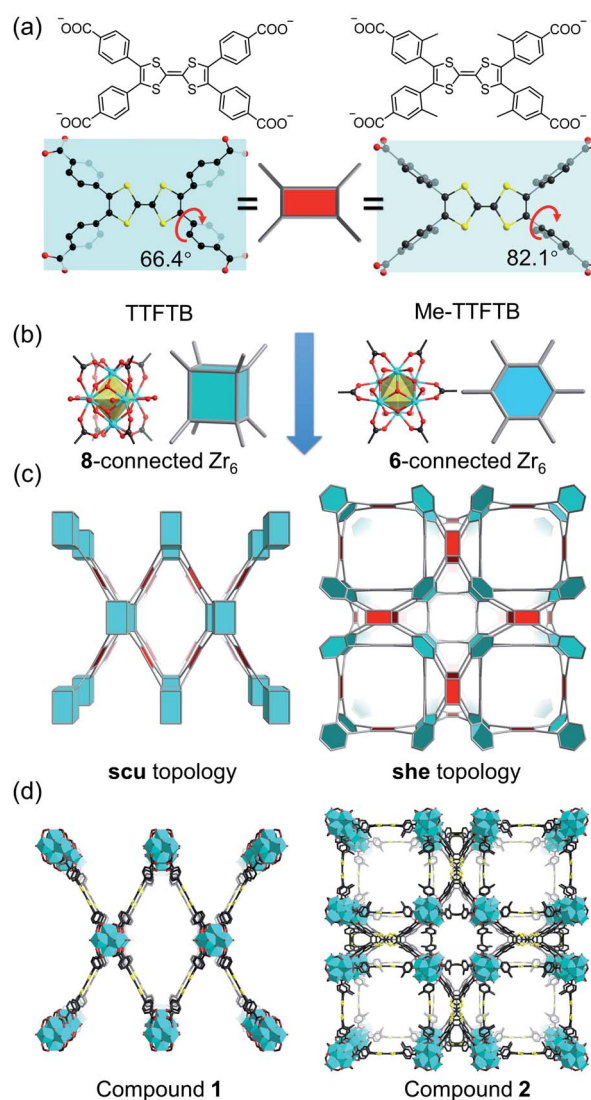 (a)
⁻OOC COO⁻ ⁻OOC COO⁻
S S S S
S S S S
⁻OOC COO⁻ ⁻OOC COO⁻
= =
66.4° 82.1°
TTFTB Me-TTFTB
(b)
8-connected Zr₆ 6-connected Zr₆
(c)
scu topology she topology
(d)
Compound 1 Compound 2